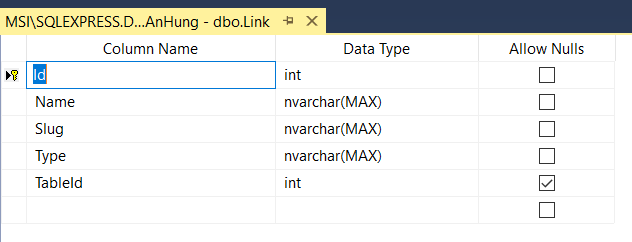 MSI\SQLEXPRESS.D...AnHung - dbo.Link
Column Name Data Type Allow Nulls
Id int
Name nvarchar(MAX)
Slug nvarchar(MAX)
Type nvarchar(MAX)
TableId int